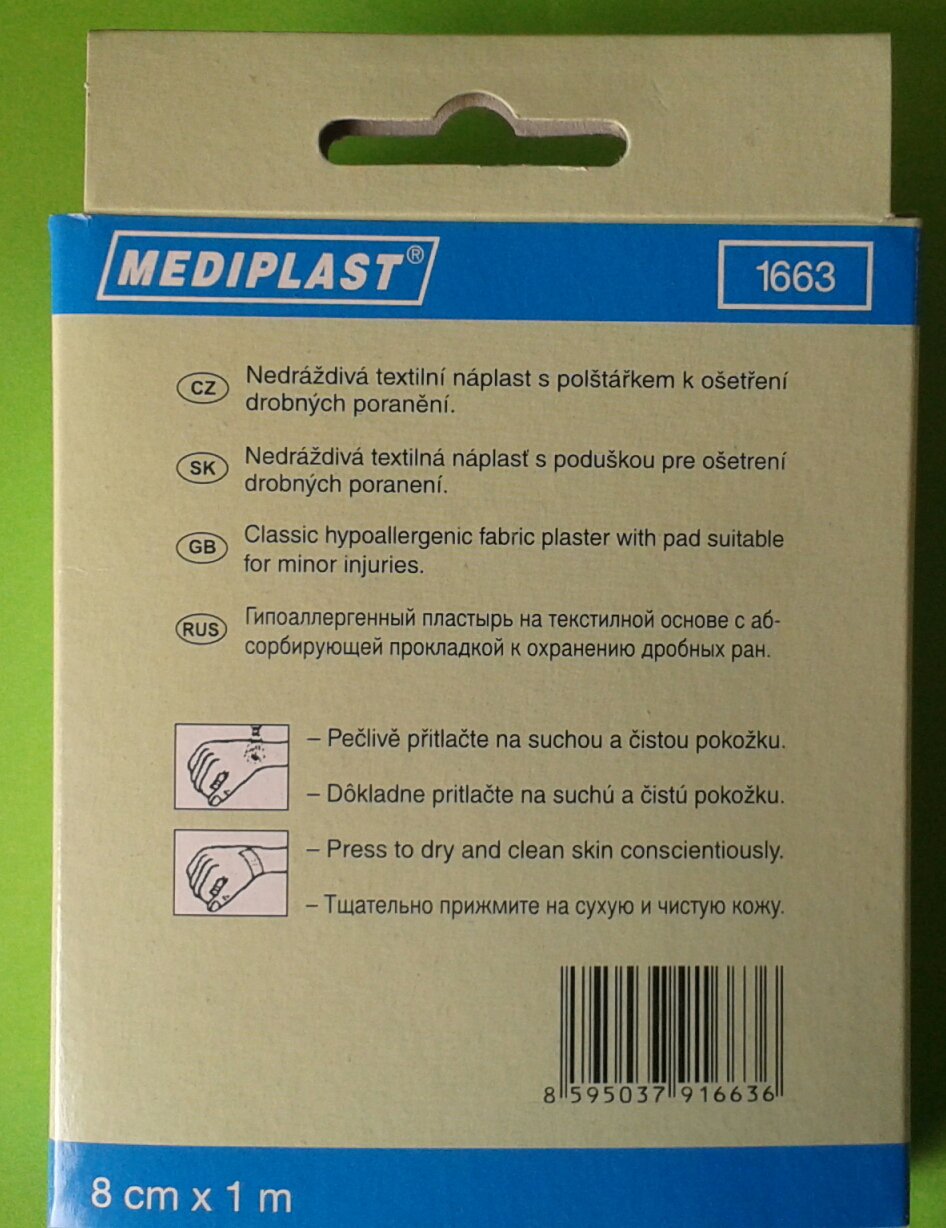 MEDIPLAST®
1663
CZ
Nedráždivá textilní náplast s polštářkem k ošetření
drobných poranění.
SK
Nedráždivá textilná náplasť s poduškou pre ošetrení
drobných poranení.
GB
Classic hypoallergenic fabric plaster with pad suitable
for minor injuries.
RUS
Гипоаллергенный пластырь на текстилной основе с аб-
сорбирующей прокладкой к охранению дробных ран.
– Pečlivě přitlačte na suchou a čistou pokožku.
– Dôkladne pritlačte na suchú a čistú pokožku.
– Press to dry and clean skin conscientiously.
– Тщательно прижмите на сухую и чистую кожу.
8 595037 916636
8 cm x 1 m